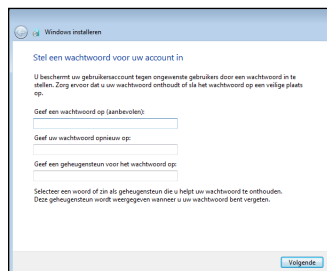 Windows installeren
Stel een wachtwoord voor uw account in
U beschermt uw gebruikersaccount tegen ongewenste gebruikers door een wachtwoord in te
stellen. Zorg ervoor dat u uw wachtwoord onthoudt of sla het wachtwoord op een veilige plaats
op.
Geef een wachtwoord op (aanbevolen):
Geef uw wachtwoord opnieuw op:
Geef een geheugensteun voor het wachtwoord op:
Selecteer een woord of zin als geheugensteun die u helpt uw wachtwoord te onthouden.
Deze geheugensteun wordt weergegeven wanneer u uw wachtwoord bent vergeten.
Volgende